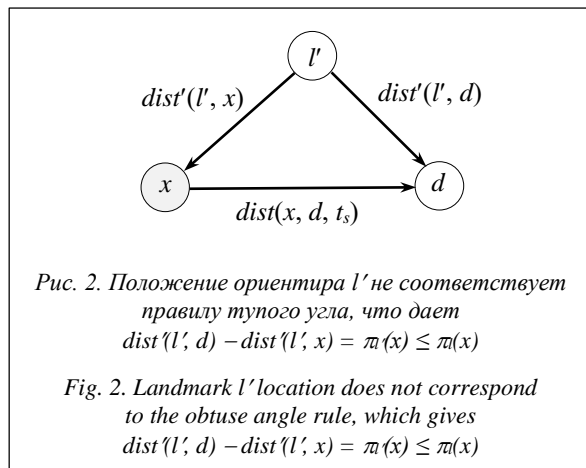 l′
dist′(l′, x)
dist′(l′, d)
x
d
dist(x, d, tₛ)
Рис. 2. Положение ориентира l′ не соответствует
правилу тупого угла, что дает
dist′(l′, d) – dist′(l′, x) = πl′(x) ≤ πl(x)
Fig. 2. Landmark l′ location does not correspond
to the obtuse angle rule, which gives
dist′(l′, d) – dist′(l′, x) = πl′(x) ≤ πl(x)